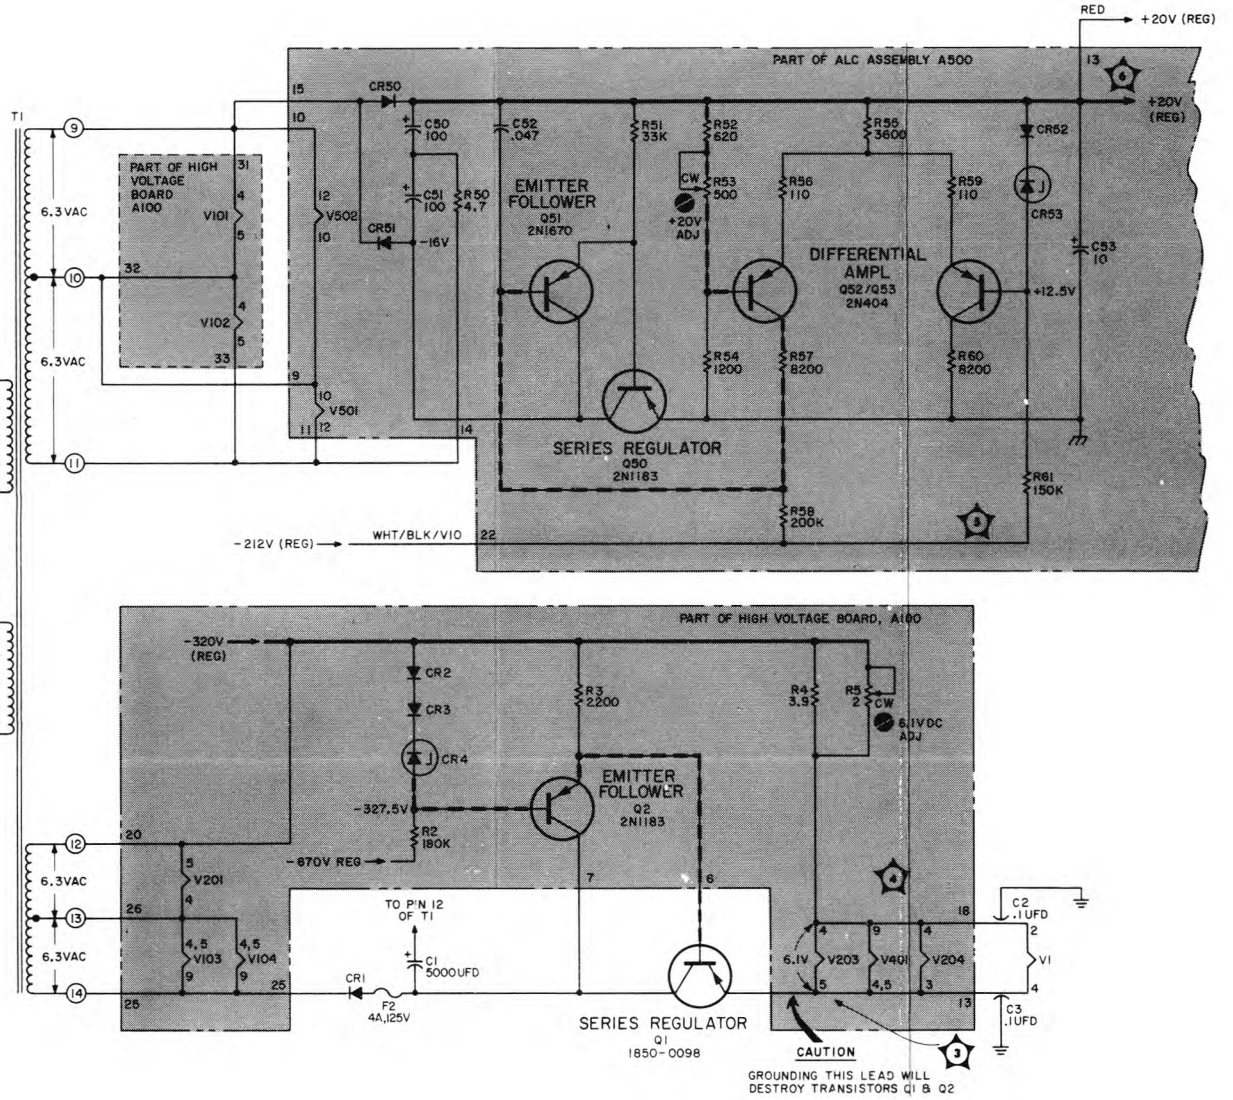 RED
+20V (REG)
PART OF ALC ASSEMBLY A500
13
6
15
CR50
+20V
(REG)
T1
9
10
C50
100
C52
.047
R51
33K
R52
620
R55
3600
CR52
PART OF HIGH
VOLTAGE
BOARD
A100
31
6.3VAC
4
V101
5
12
V502
10
C51
100
R50
4.7
EMITTER
FOLLOWER
Q51
2N1670
CW
R53
500
+20V
ADJ
R56
110
R59
110
CR53
CR51
-16V
DIFFERENTIAL
AMPL
Q52/Q53
2N404
C53
10
10
32
+12.5V
4
V102
5
6.3VAC
33
R54
1200
R57
8200
R60
8200
9
10
V501
12
11
14
SERIES REGULATOR
Q50
2N1183
11
R61
150K
R58
200K
5
-212V (REG)
WHT/BLK/VIO
22
PART OF HIGH VOLTAGE BOARD, A100
-320V
(REG)
CR2
CR3
CR4
R3
2200
R4
3.9
R5
2
CW
6.1VDC
ADJ
EMITTER
FOLLOWER
Q2
2N1183
-327.5V
R2
180K
-670V REG
12
20
6.3VAC
5
V201
4
7
6
4
TO PIN 12
OF T1
13
26
18
C2
.1UFD
6.3VAC
4,5
V103
9
4,5
V104
9
C1
5000UFD
4
6.1V
V203
5
9
V401
4,5
4
V204
3
2
V1
4
14
25
25
CR1
F2
4A,125V
13
C3
.1UFD
SERIES REGULATOR
Q1
1850-0098
CAUTION
3
GROUNDING THIS LEAD WILL
DESTROY TRANSISTORS Q1 & Q2